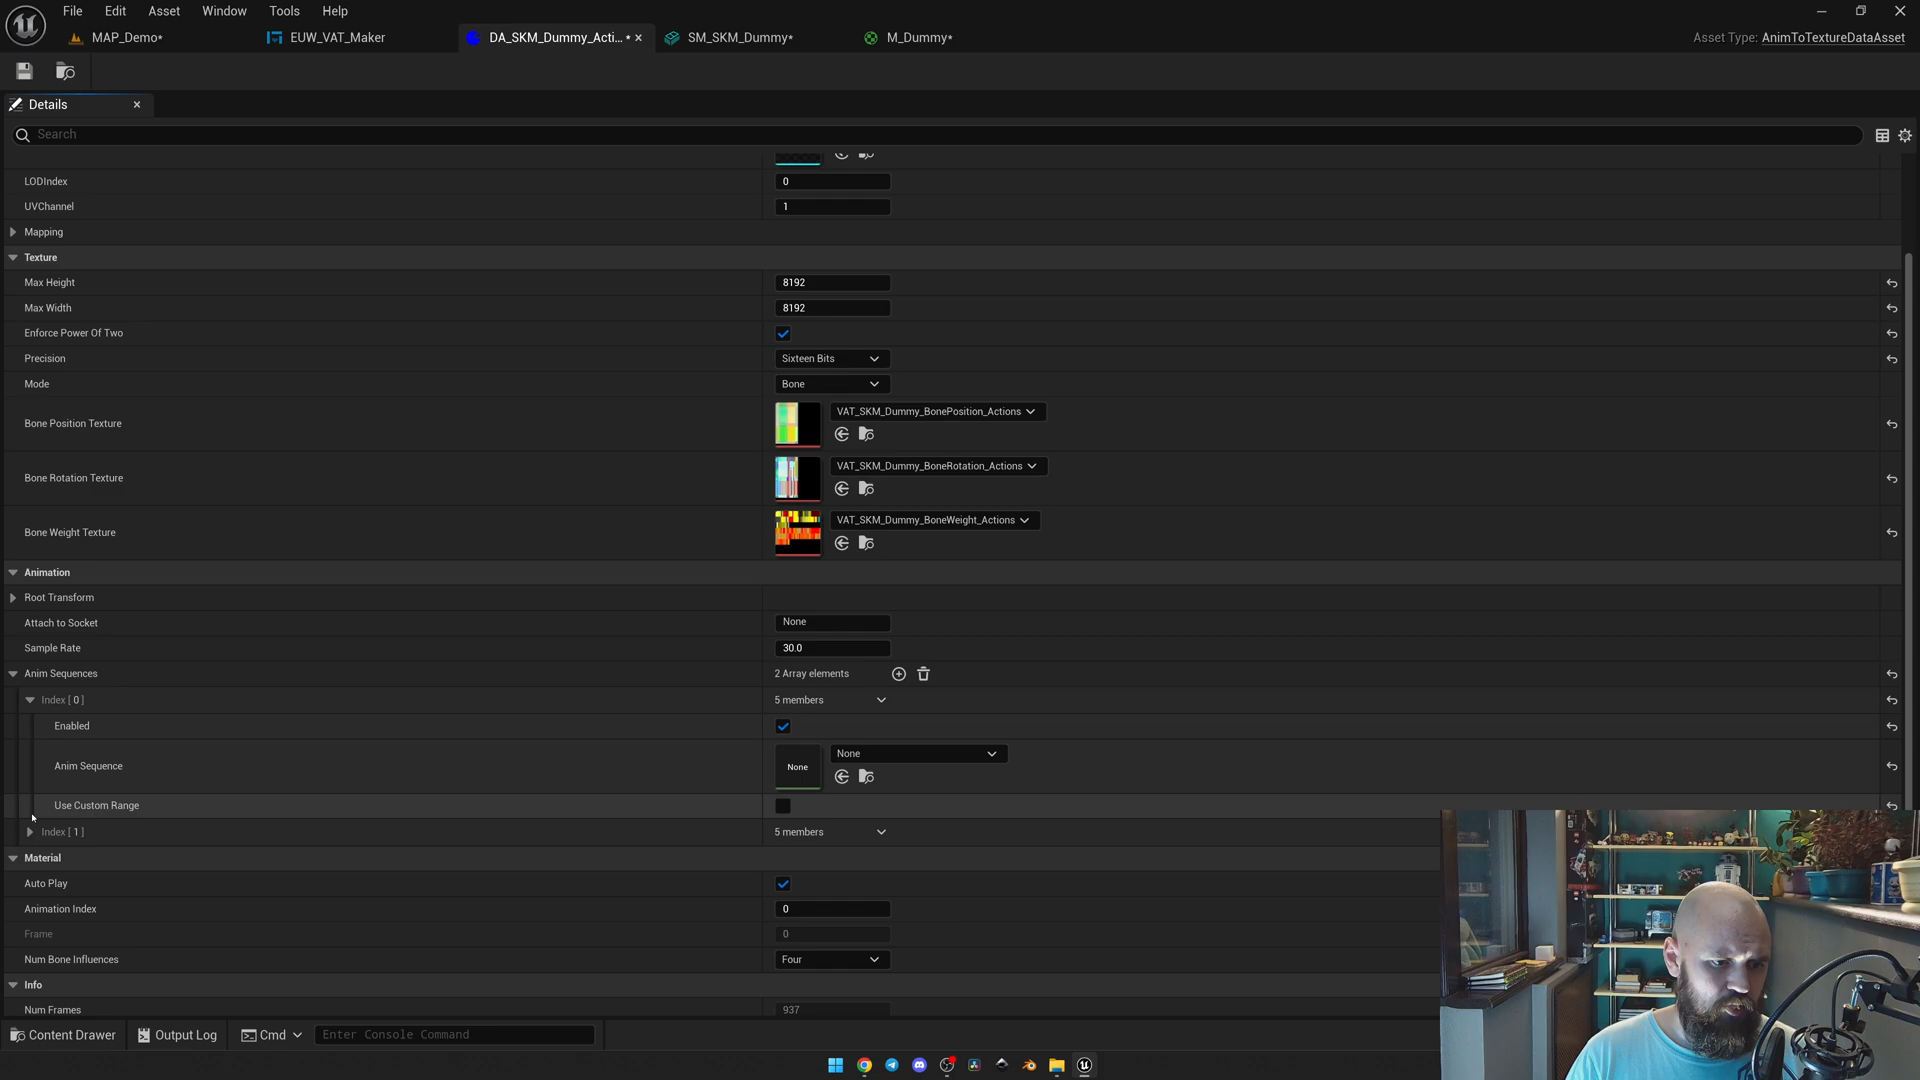 File Edit Asset Window Tools Help
MAP_Demo* EUW_VAT_Maker DA_SKM_Dummy_Acti... * SM_SKM_Dummy* M_Dummy* Asset Type: AnimToTextureDataAsset
Details
Search
LODIndex 0
UVChannel 1
Mapping
Texture
Max Height 8192
Max Width 8192
Enforce Power Of Two
Precision Sixteen Bits
Mode Bone
Bone Position Texture VAT_SKM_Dummy_BonePosition_Actions
Bone Rotation Texture VAT_SKM_Dummy_BoneRotation_Actions
Bone Weight Texture VAT_SKM_Dummy_BoneWeight_Actions
Animation
Root Transform
Attach to Socket None
Sample Rate 30.0
Anim Sequences 2 Array elements
Index [ 0 ] 5 members
Enabled
Anim Sequence None None
Use Custom Range
Index [ 1 ] 5 members
Material
Auto Play
Animation Index 0
Frame 0
Num Bone Influences Four
Info
Num Frames 937
Content Drawer Output Log Cmd Enter Console Command